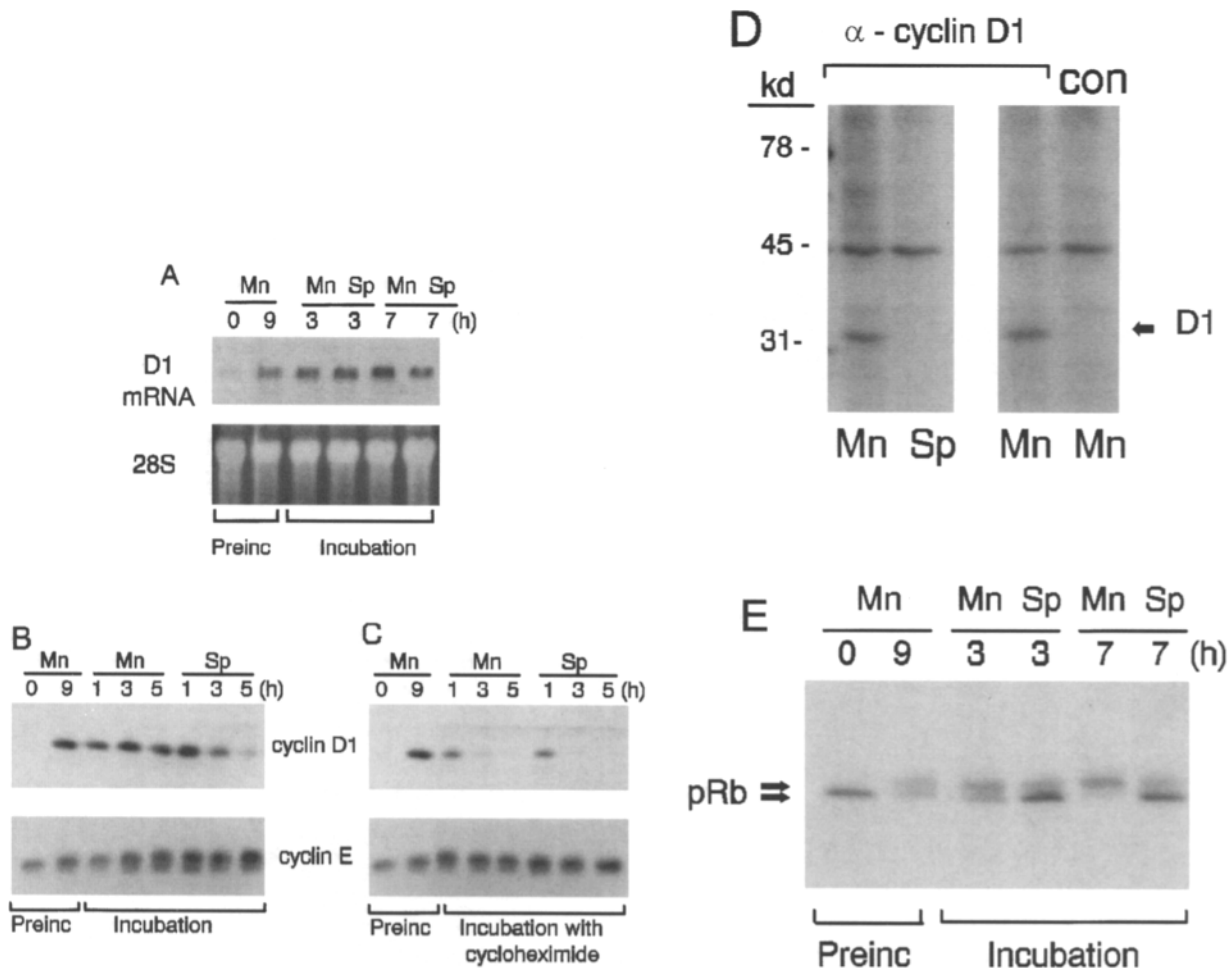 A
Mn Mn Sp Mn Sp
0 9 3 3 7 7 (h)
D1
mRNA
28S
Preinc Incubation
B
Mn Mn Sp
0 9 1 3 5 1 3 5 (h)
cyclin D1
cyclin E
Preinc Incubation
C
Mn Mn Sp
0 9 1 3 5 1 3 5 (h)
Preinc Incubation with
cycloheximide
D
α - cyclin D1
kd con
78 -
45 -
31-
D1
Mn Sp Mn Mn
E
Mn Mn Sp Mn Sp
0 9 3 3 7 7 (h)
pRb
Preinc Incubation